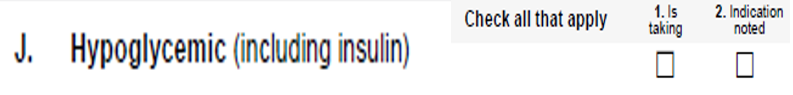 J. Hypoglycemic (including insulin)
Check all that apply
1. Is
taking
2. Indication
noted